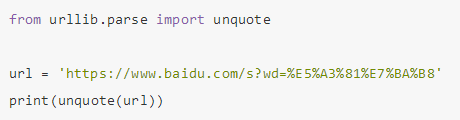 from urllib.parse import unquote
url = 'https://www.baidu.com/s?wd=%E5%A3%81%E7%BA%B8'
print(unquote(url))